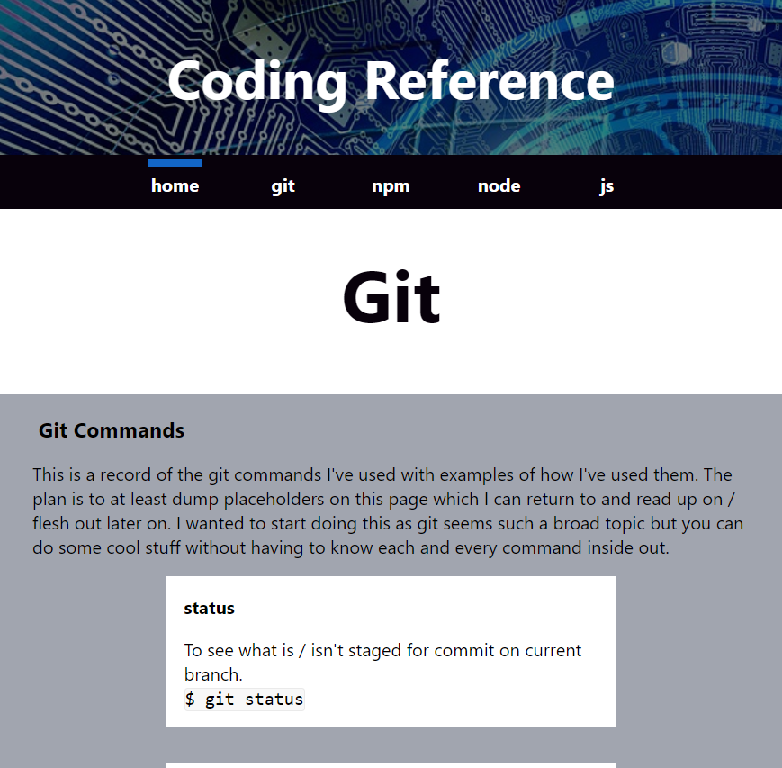 Coding Reference
home git npm node js
Git
Git Commands
This is a record of the git commands I've used with examples of how I've used them. The
plan is to at least dump placeholders on this page which I can return to and read up on /
flesh out later on. I wanted to start doing this as git seems such a broad topic but you can
do some cool stuff without having to know each and every command inside out.
status
To see what is / isn't staged for commit on current
branch.
$ git status